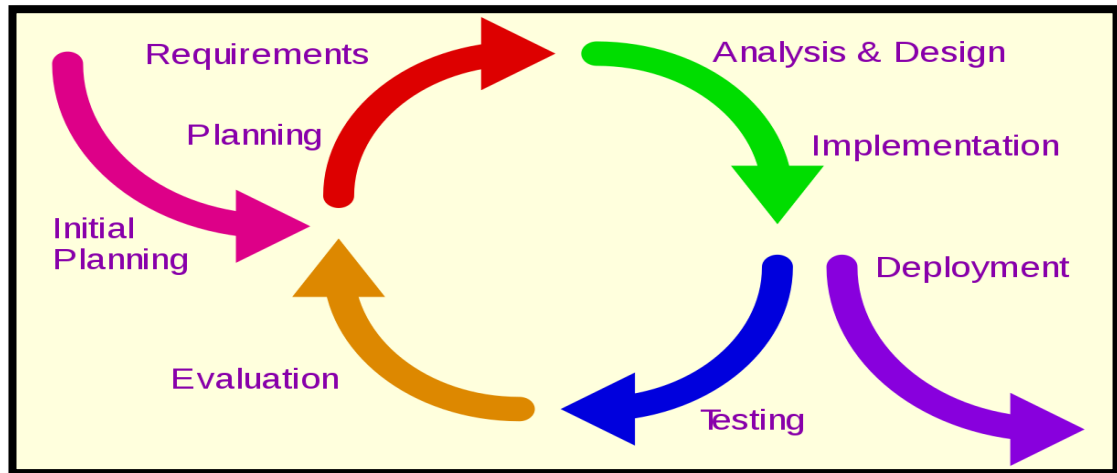 Requirements
Analysis & Design
Planning
Implementation
Initial
Planning
Deployment
Evaluation
Testing